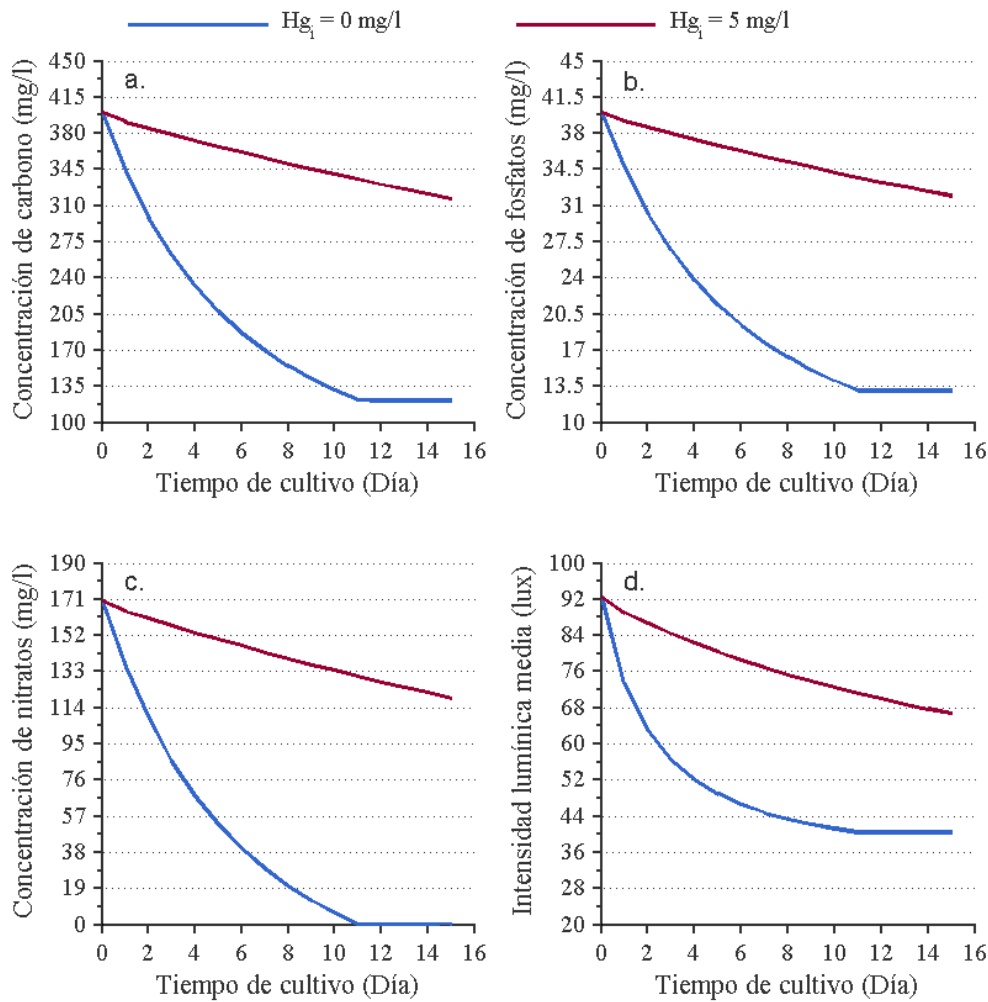 Hgi = 0 mg/l
Hgi = 5 mg/l
a.
Concentración de carbono (mg/l)
450
415
380
345
310
275
240
205
170
135
100
0 2 4 6 8 10 12 14 16
Tiempo de cultivo (Día)
b.
Concentración de fosfatos (mg/l)
45
41.5
38
34.5
31
27.5
24
20.5
17
13.5
10
0 2 4 6 8 10 12 14 16
Tiempo de cultivo (Día)
c.
Concentración de nitratos (mg/l)
190
171
152
133
114
95
76
57
38
19
0
0 2 4 6 8 10 12 14 16
Tiempo de cultivo (Día)
d.
Intensidad lumínica media (lux)
100
92
84
76
68
60
52
44
36
28
20
0 2 4 6 8 10 12 14 16
Tiempo de cultivo (Día)